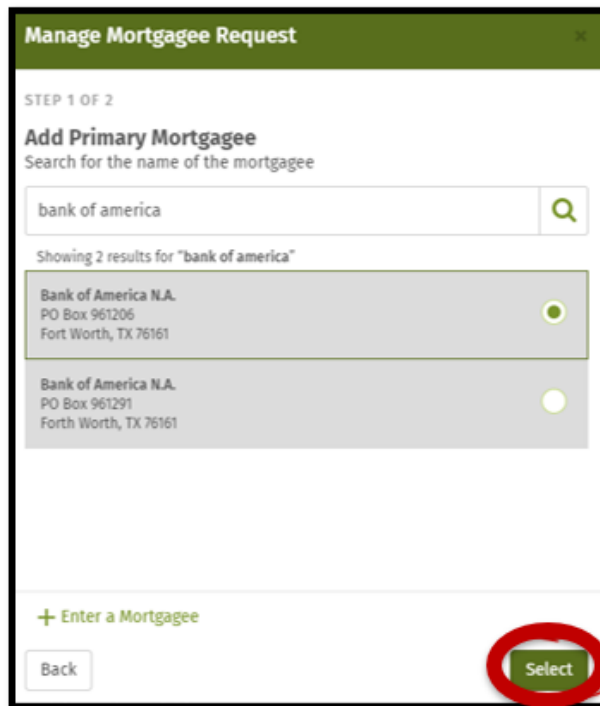 Manage Mortgagee Request
×
STEP 1 OF 2
Add Primary Mortgagee
Search for the name of the mortgagee
bank of america
Showing 2 results for "bank of america"
Bank of America N.A.
PO Box 961206
Fort Worth, TX 76161
Bank of America N.A.
PO Box 961291
Forth Worth, TX 76161
+ Enter a Mortgagee
Back
Select